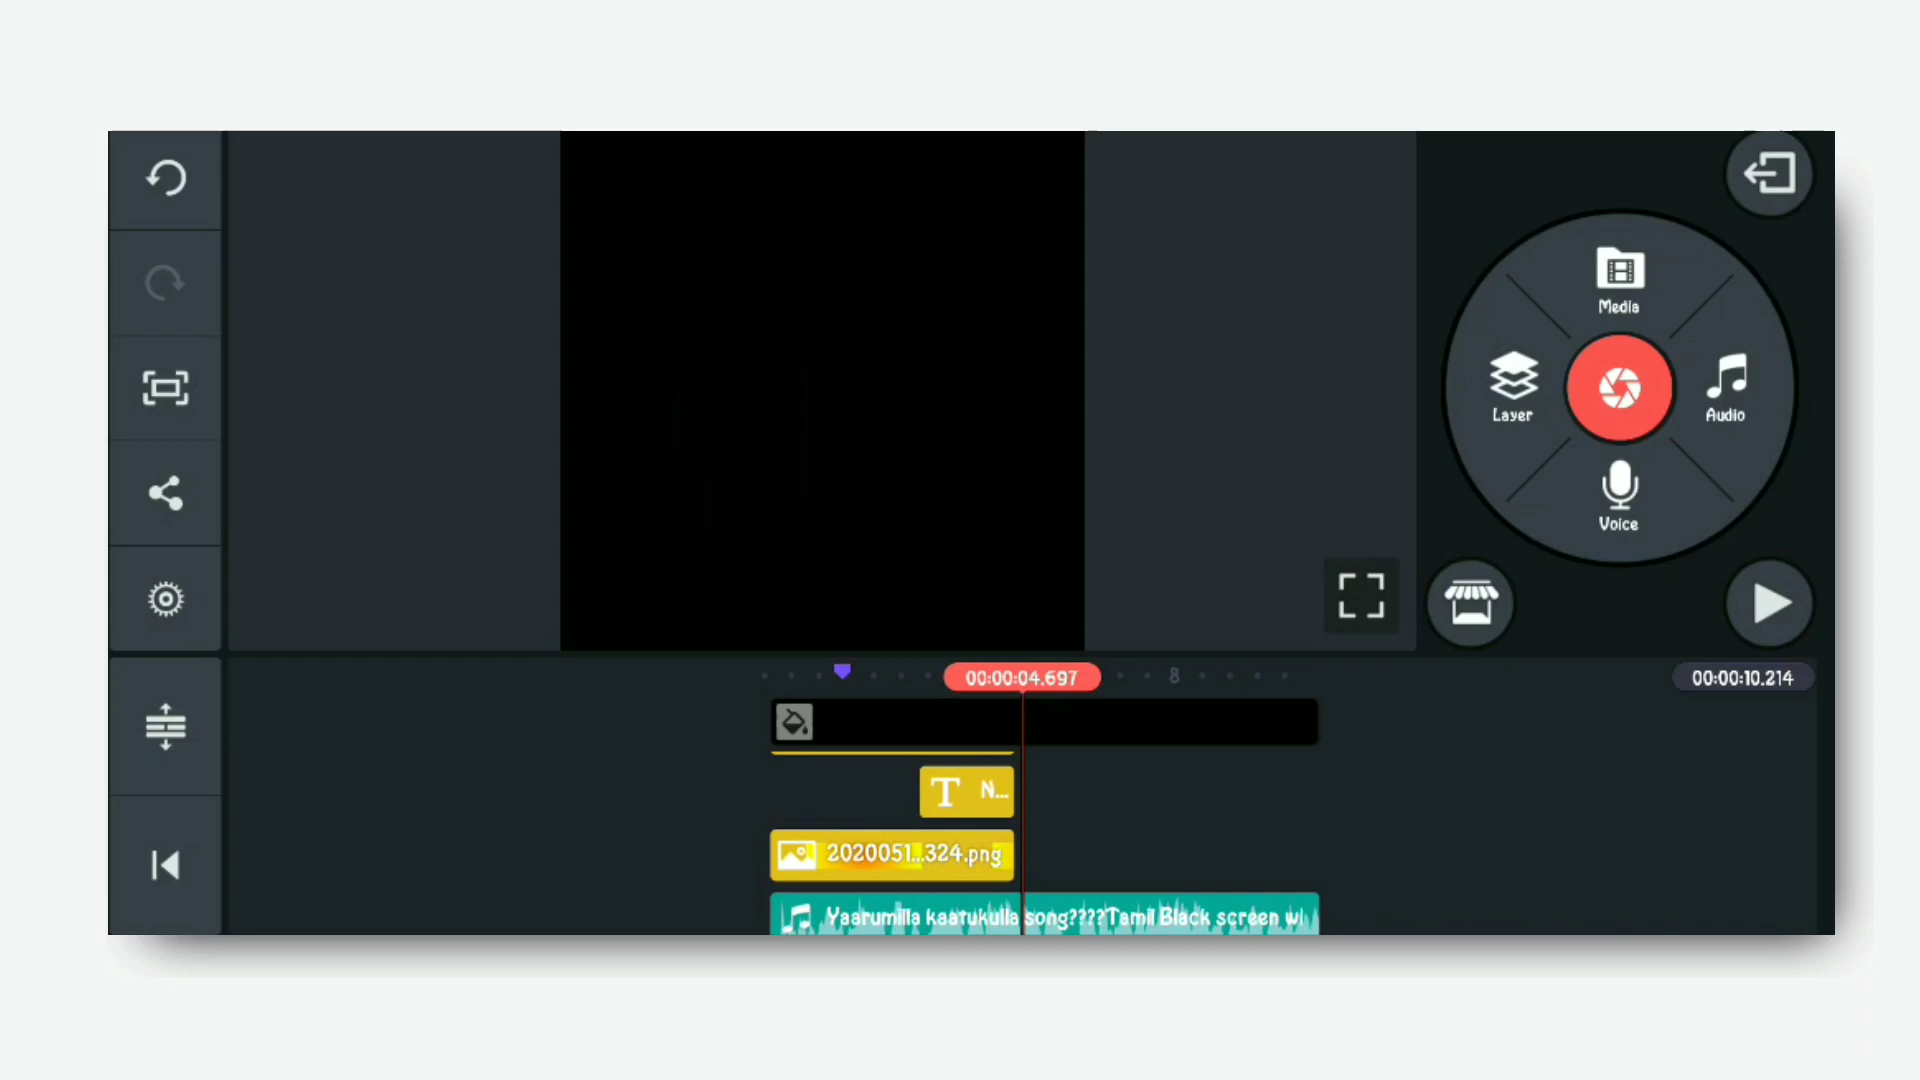 Media
Layer
Audio
Voice
00:00:04.697
8
00:00:10.214
T N...
2020051...324.png
Yaarumilla kaatukulla song????Tamil Black screen wi